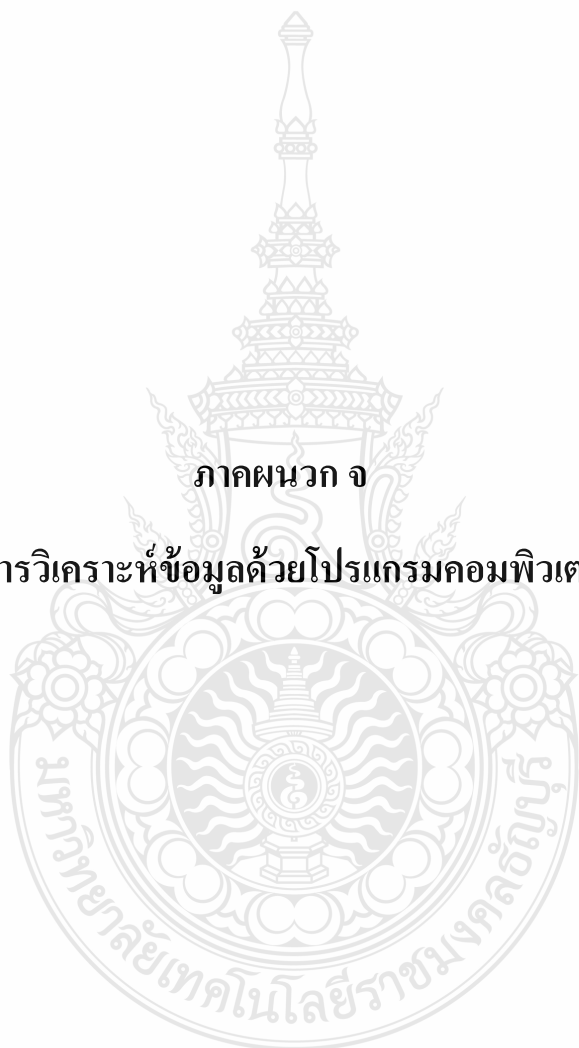 ภาคผนวก จ
ารวิเคราะห์ข้อมูลด้วยโปรแกรมคอมพิวเต
มหาวิทยาลัยเทคโนโลยีราชมงคลธัญบุรี